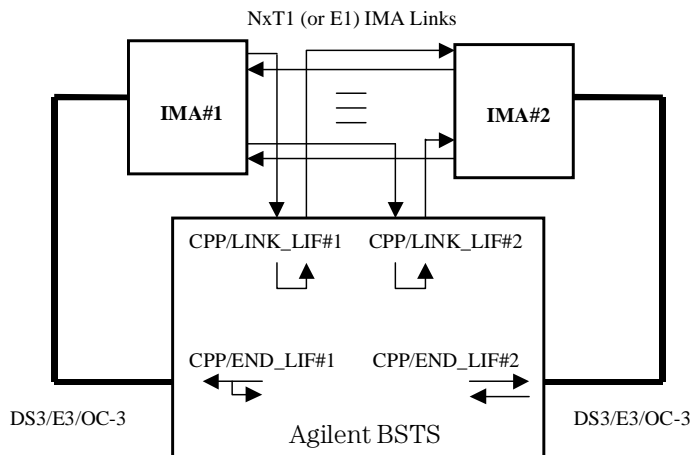 NxT1 (or E1) IMA Links
IMA#1
IMA#2
CPP/LINK_LIF#1
CPP/LINK_LIF#2
CPP/END_LIF#1
CPP/END_LIF#2
DS3/E3/OC-3
DS3/E3/OC-3
Agilent BSTS